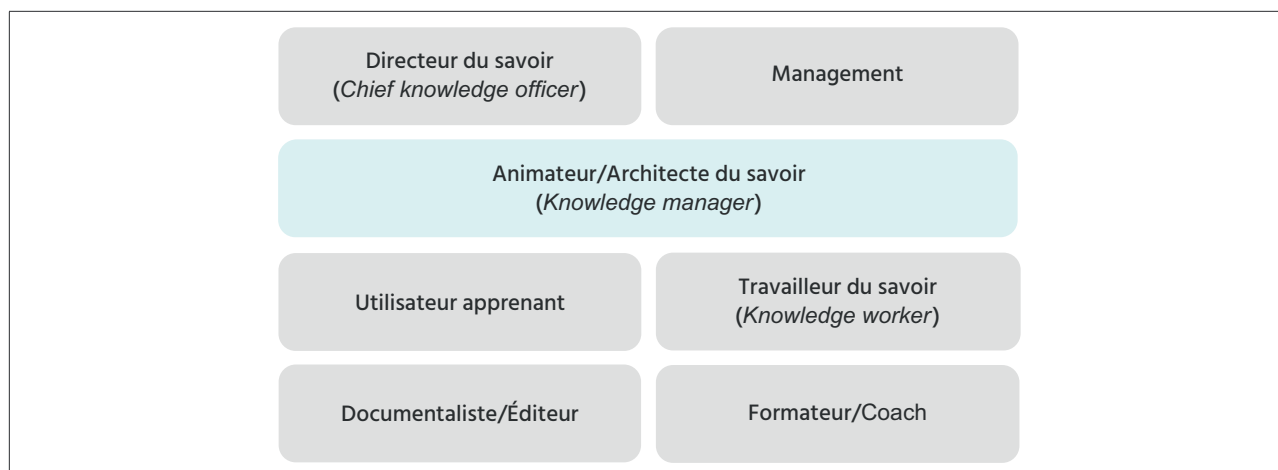 Directeur du savoir
(Chief knowledge officer)
Management
Animateur/Architecte du savoir
(Knowledge manager)
Utilisateur apprenant
Travailleur du savoir
(Knowledge worker)
Documentaliste/Éditeur
Formateur/Coach